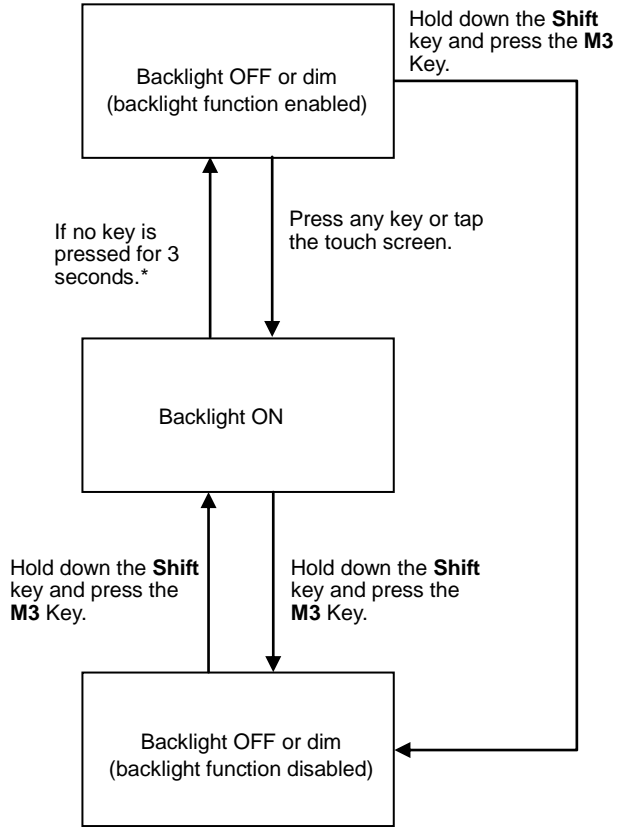 Hold down the Shift
key and press the M3
Key.
Backlight OFF or dim
(backlight function enabled)
If no key is
pressed for 3
seconds.*
Press any key or tap
the touch screen.
Backlight ON
Hold down the Shift
key and press the
M3 Key.
Hold down the Shift
key and press the
M3 Key.
Backlight OFF or dim
(backlight function disabled)